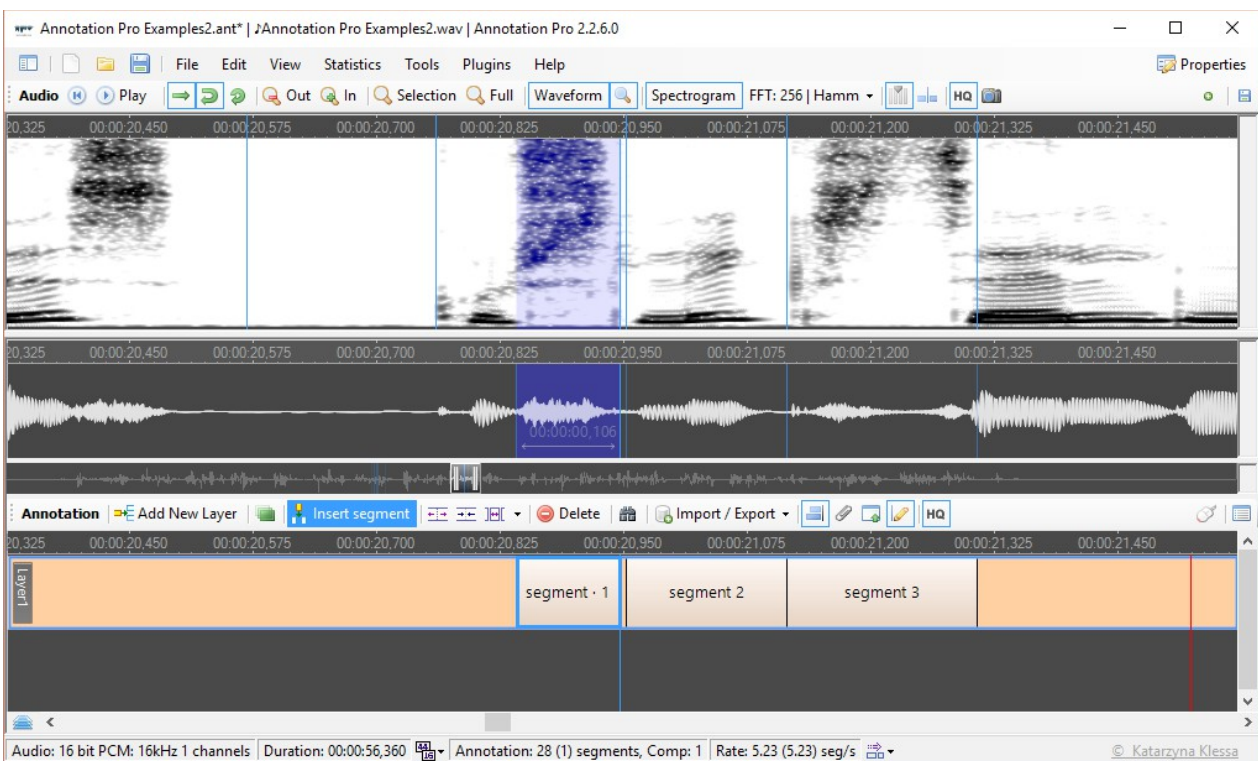 Annotation Pro Examples2.ant* | ♪Annotation Pro Examples2.wav | Annotation Pro 2.2.6.0
File Edit View Statistics Tools Plugins Help Properties
Audio Play Out In Selection Full Waveform Spectrogram FFT: 256 | Hamm HQ
20,325 00:00:20,450 00:00:20,575 00:00:20,700 00:00:20,825 00:00:20,950 00:00:21,075 00:00:21,200 00:00:21,325 00:00:21,450
20,325 00:00:20,450 00:00:20,575 00:00:20,700 00:00:20,825 00:00:20,950 00:00:21,075 00:00:21,200 00:00:21,325 00:00:21,450
00:00:00,106
Annotation Add New Layer Insert segment Delete Import / Export HQ
20,325 00:00:20,450 00:00:20,575 00:00:20,700 00:00:20,825 00:00:20,950 00:00:21,075 00:00:21,200 00:00:21,325 00:00:21,450
Layer1 segment · 1 segment 2 segment 3
Audio: 16 bit PCM: 16kHz 1 channels Duration: 00:00:56,360 44 16 Annotation: 28 (1) segments, Comp: 1 Rate: 5.23 (5.23) seg/s © Katarzyna Klessa